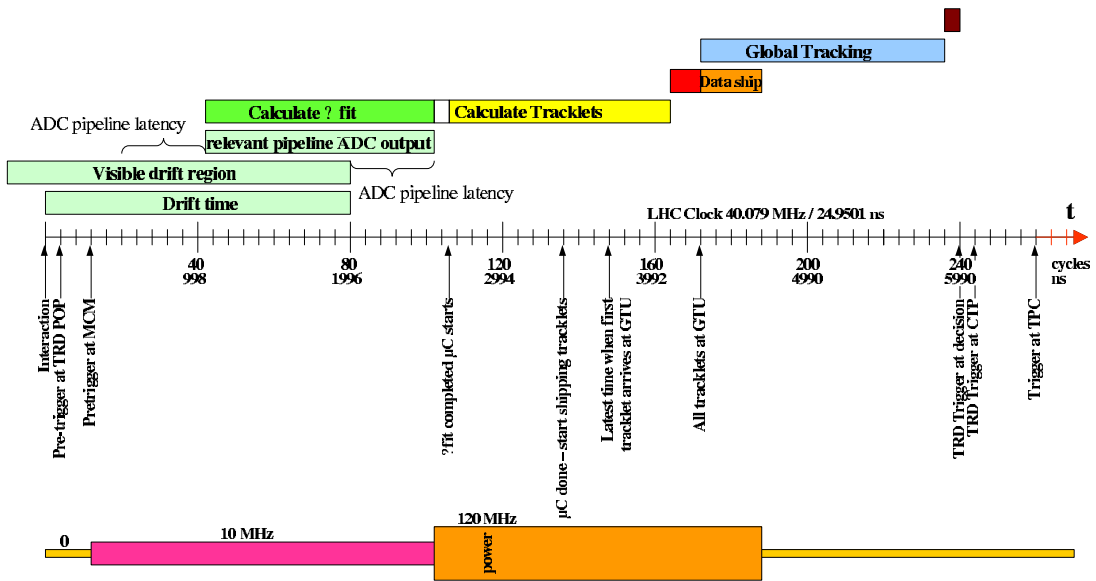 Global Tracking
Data ship
Calculate ? fit
Calculate Tracklets
ADC pipeline latency
relevant pipeline ADC output
Visible drift region
ADC pipeline latency
Drift time
LHC Clock 40.079 MHz / 24.9501 ns
t
40
998
80
1996
120
2994
160
3992
200
4990
240
5990
cycles
ns
Interaction
Pre-trigger at TRD POP
Pretrigger at MCM
?fit completed µC starts
µC done – start shipping tracklets
Latest time when first
tracklet arrives at GTU
All tracklets at GTU
TRD Trigger at decision
TRD Trigger at CTP
Trigger at TPC
0
10 MHz
120 MHz
power